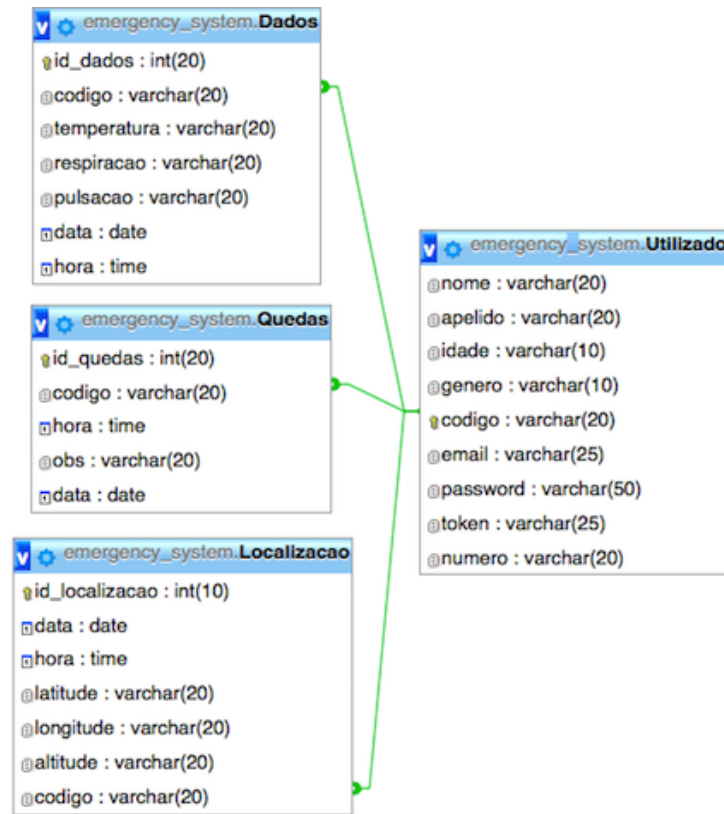 v emergency_system.Dados
id_dados : int(20)
codigo : varchar(20)
temperatura : varchar(20)
respiracao : varchar(20)
pulsacao : varchar(20)
data : date
hora : time
v emergency_system.Quedas
id_quedas : int(20)
codigo : varchar(20)
hora : time
obs : varchar(20)
data : date
v emergency_system.Localizacao
id_localizacao : int(10)
data : date
hora : time
latitude : varchar(20)
longitude : varchar(20)
altitude : varchar(20)
codigo : varchar(20)
v emergency_system.Utilizado
nome : varchar(20)
apelido : varchar(20)
idade : varchar(10)
genero : varchar(10)
codigo : varchar(20)
email : varchar(25)
password : varchar(50)
token : varchar(25)
numero : varchar(20)